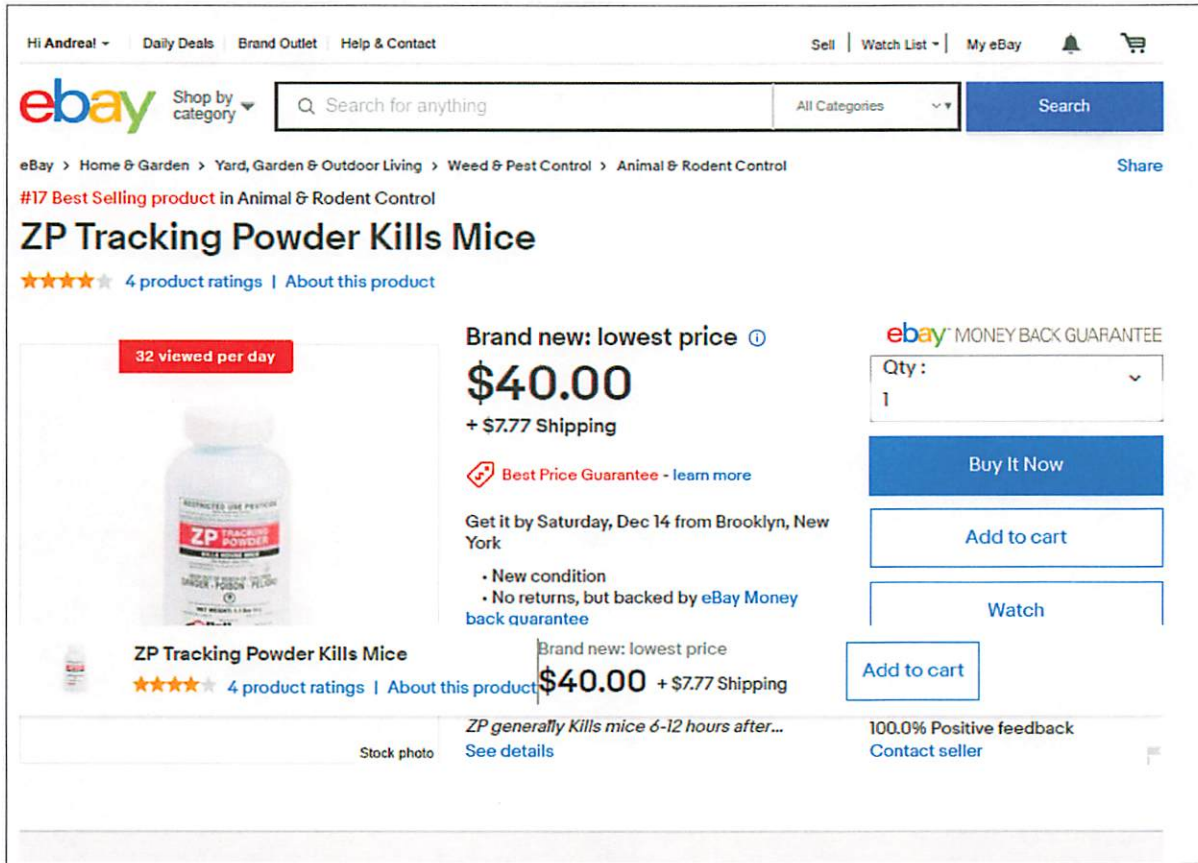 Hi Andrea! Daily Deals Brand Outlet Help & Contact Sell Watch List My eBay
ebay Shop by category Search for anything All Categories Search
eBay > Home & Garden > Yard, Garden & Outdoor Living > Weed & Pest Control > Animal & Rodent Control Share
#17 Best Selling product in Animal & Rodent Control
ZP Tracking Powder Kills Mice
4 product ratings | About this product
32 viewed per day
RESTRICTED USE PESTICIDE
ZP TRACKING POWDER
KILLS HOUSE MICE
DANGER - POISON - PELIGRO
Stock photo
Brand new: lowest price
$40.00
+ $7.77 Shipping
Best Price Guarantee - learn more
Get it by Saturday, Dec 14 from Brooklyn, New
York
• New condition
• No returns, but backed by eBay Money
back guarantee
ebay MONEY BACK GUARANTEE
Qty :
1
Buy It Now
Add to cart
Watch
ZP Tracking Powder Kills Mice
4 product ratings | About this product
Brand new: lowest price
$40.00 + $7.77 Shipping
Add to cart
ZP generally Kills mice 6-12 hours after...
See details
100.0% Positive feedback
Contact seller